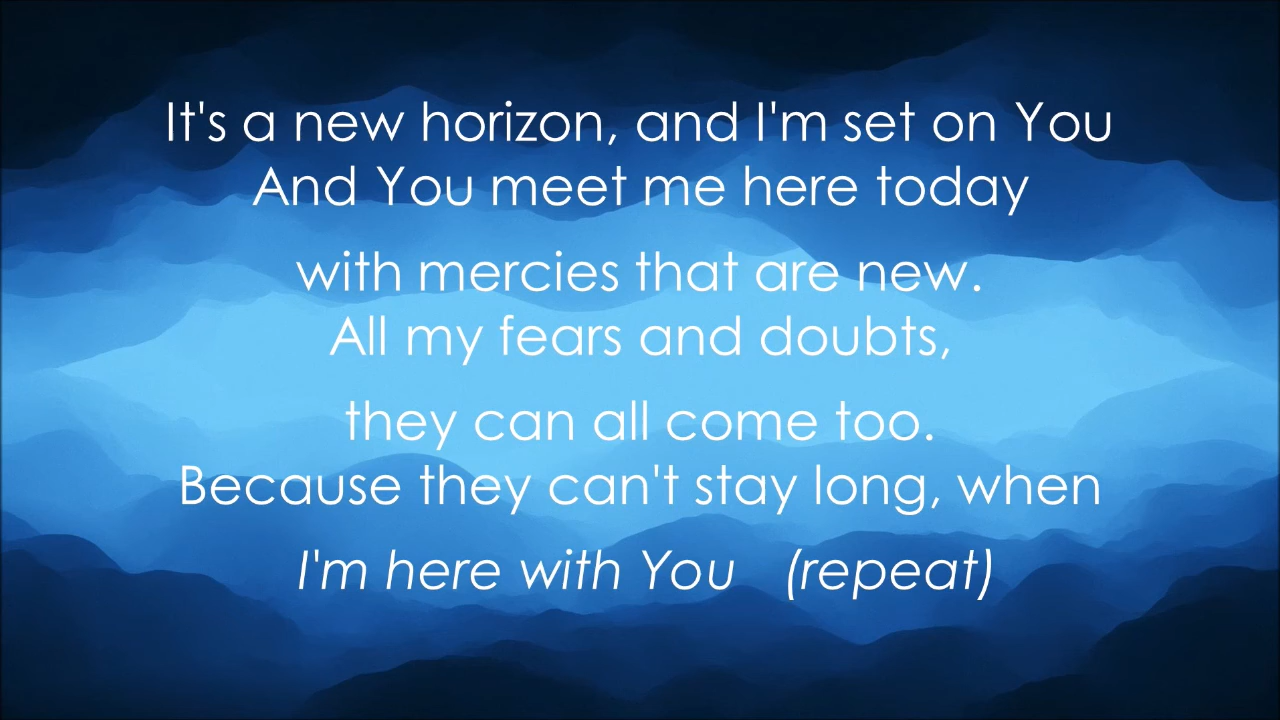 It's a new horizon, and I'm set on You
And You meet me here today
with mercies that are new.
All my fears and doubts,
they can all come too.
Because they can't stay long, when
I'm here with You (repeat)